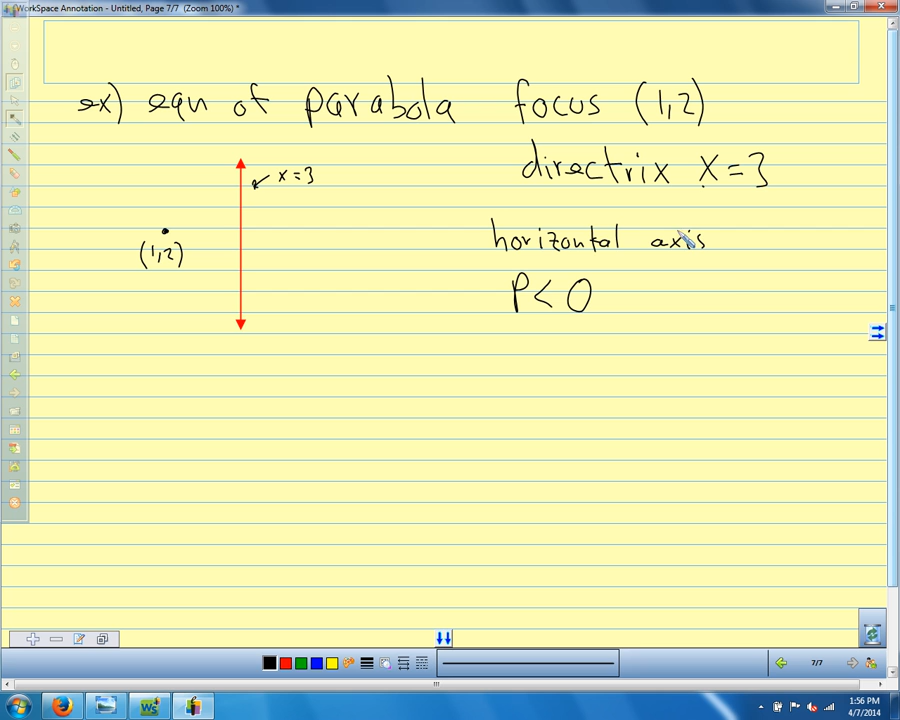 WorkSpace Annotation - Untitled, Page 7/7 (Zoom 100%) *
ex) eqn of parabola focus (1,2)
directrix x = 3
x = 3
horizontal axis
(1,2)
P < 0
7/7
1:56 PM
4/7/2014